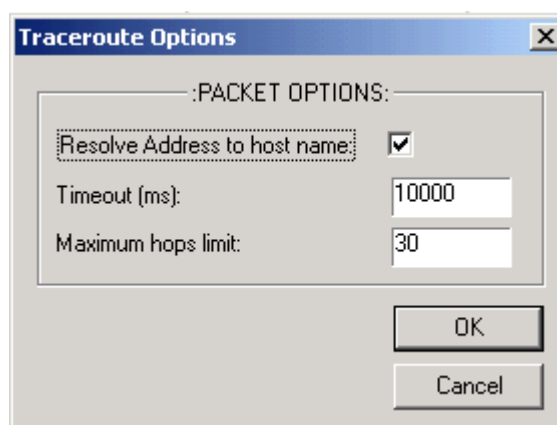 Traceroute Options
:PACKET OPTIONS:
Resolve Address to host name:
Timeout (ms): 10000
Maximum hops limit: 30
OK
Cancel